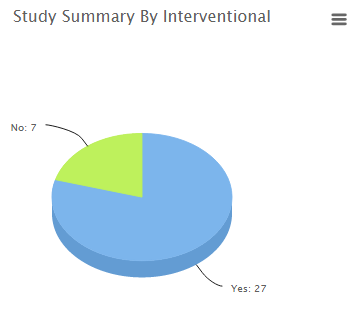 Study Summary By Interventional
No: 7
Yes: 27